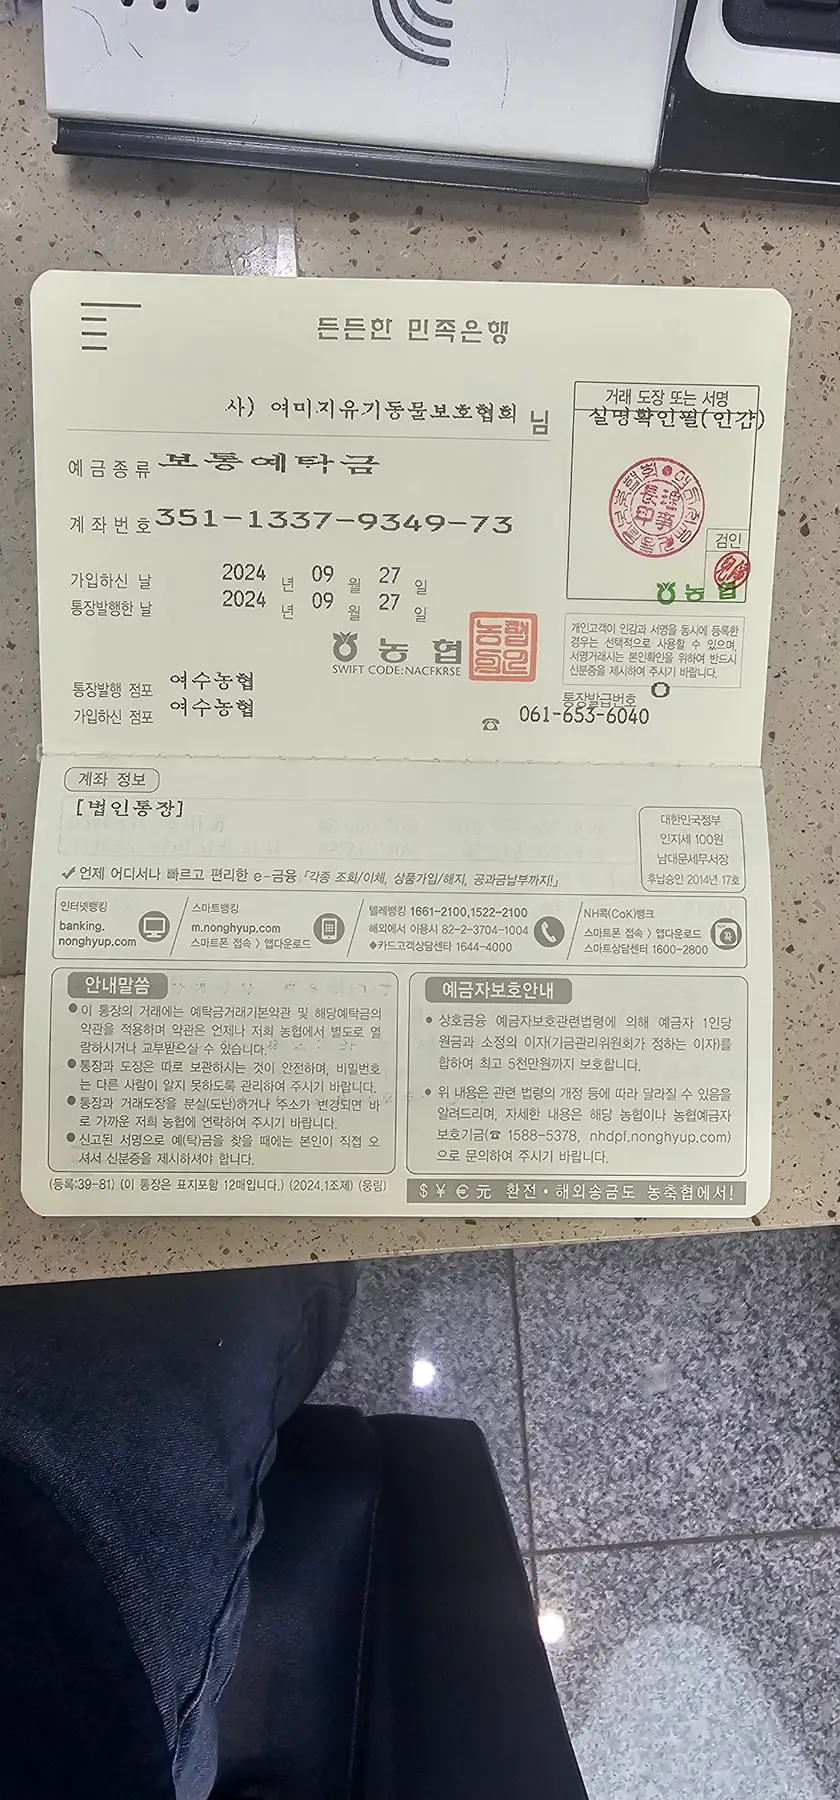 든든한 민족은행
사) 여미지유기동물보호협회 님
거래 도장 또는 서명
실명확인필(인감)
예금종류 보통예탁금
계좌번호 351-1337-9349-73
검인
농협
가입하신 날 2024 년 09 월 27 일
통장발행한 날 2024 년 09 월 27 일
개인고객이 인감과 서명을 동시에 등록한
경우는 선택적으로 사용할 수 있으며,
서명거래시는 본인확인을 위하여 반드시
신분증을 제시하여 주시기 바랍니다.
농협
SWIFT CODE:NACFKRSE
통장발행 점포 여수농협
통장발급번호 0
가입하신 점포 여수농협
☎ 061-653-6040
계좌 정보
[법인통장]
대한민국정부
인지세 100원
남대문세무서장
후납승인 2014년 17호
✓언제 어디서나 빠르고 편리한 e-금융 「각종 조회/이체, 상품가입/해지, 공과금납부까지!」
인터넷뱅킹
banking.
nonghyup.com
스마트뱅킹
m.nonghyup.com
스마트폰 접속 > 앱다운로드
텔레뱅킹 1661-2100,1522-2100
해외에서 이용시 82-2-3704-1004
◆카드고객상담센타 1644-4000
NH콕(CoK)뱅크
스마트폰 접속 > 앱다운로드
스마트상담센터 1600-2800
안내말씀
● 이 통장의 거래에는 예탁금거래기본약관 및 해당예탁금의
약관을 적용하며 약관은 언제나 저희 농협에서 별도로 열
람하시거나 교부받으실 수 있습니다.
● 통장과 도장은 따로 보관하시는 것이 안전하며, 비밀번호
는 다른 사람이 알지 못하도록 관리하여 주시기 바랍니다.
● 통장과 거래도장을 분실(도난)하거나 주소가 변경되면 바
로 가까운 저희 농협에 연락하여 주시기 바랍니다.
● 신고된 서명으로 예(탁)금을 찾을 때에는 본인이 직접 오
셔서 신분증을 제시하셔야 합니다.
예금자보호안내
• 상호금융 예금자보호관련법령에 의해 예금자 1인당
원금과 소정의 이자(기금관리위원회가 정하는 이자)를
합하여 최고 5천만원까지 보호합니다.
• 위 내용은 관련 법령의 개정 등에 따라 달라질 수 있음을
알려드리며, 자세한 내용은 해당 농협이나 농협예금자
보호기금(☎ 1588-5378, nhdpf.nonghyup.com)
으로 문의하여 주시기 바랍니다.
(등록:39-81) (이 통장은 표지포함 12매입니다.) (2024.1조제) (웅림)
$ ¥ € 元 환전·해외송금도 농축협에서!